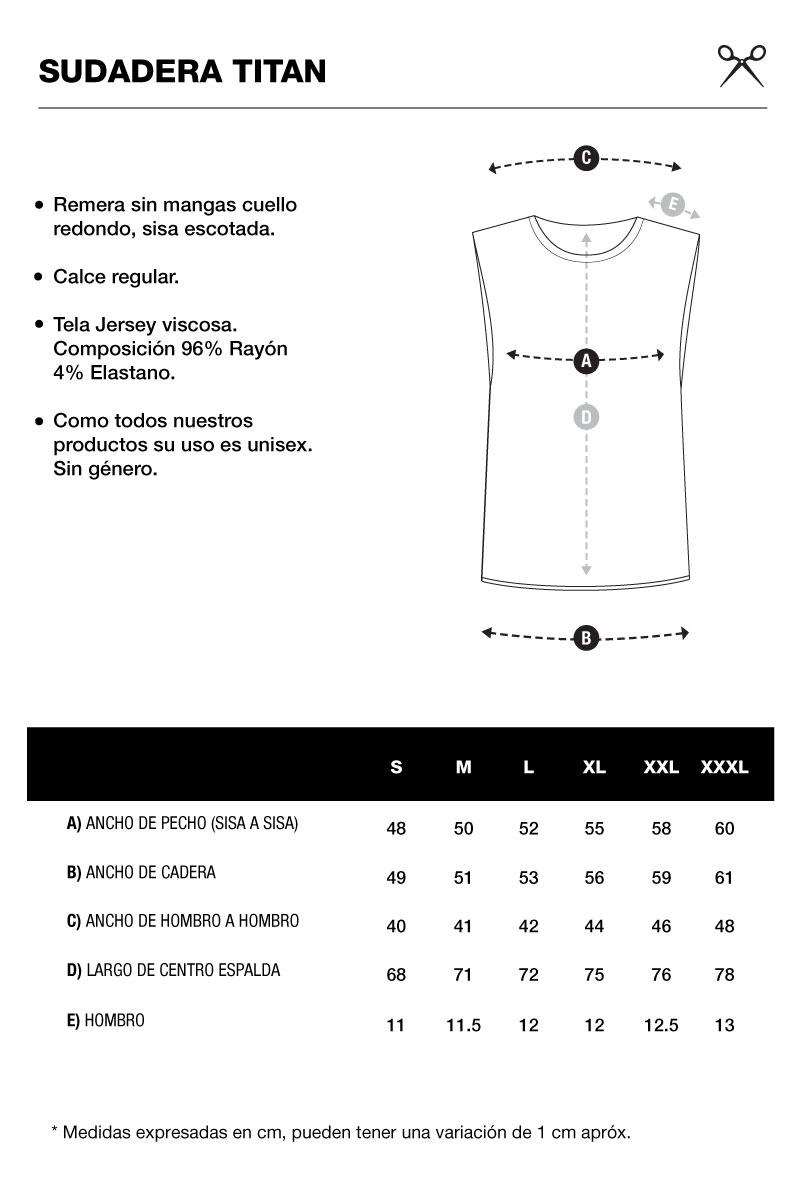 SUDADERA TITAN
• Remera sin mangas cuello
redondo, sisa escotada.
• Calce regular.
• Tela Jersey viscosa.
Composición 96% Rayón
4% Elastano.
• Como todos nuestros
productos su uso es unisex.
Sin género.
C
E
A
D
B
S M L XL XXL XXXL
A) ANCHO DE PECHO (SISA A SISA) 48 50 52 55 58 60
B) ANCHO DE CADERA 49 51 53 56 59 61
C) ANCHO DE HOMBRO A HOMBRO 40 41 42 44 46 48
D) LARGO DE CENTRO ESPALDA 68 71 72 75 76 78
E) HOMBRO 11 11.5 12 12 12.5 13
* Medidas expresadas en cm, pueden tener una variación de 1 cm apróx.